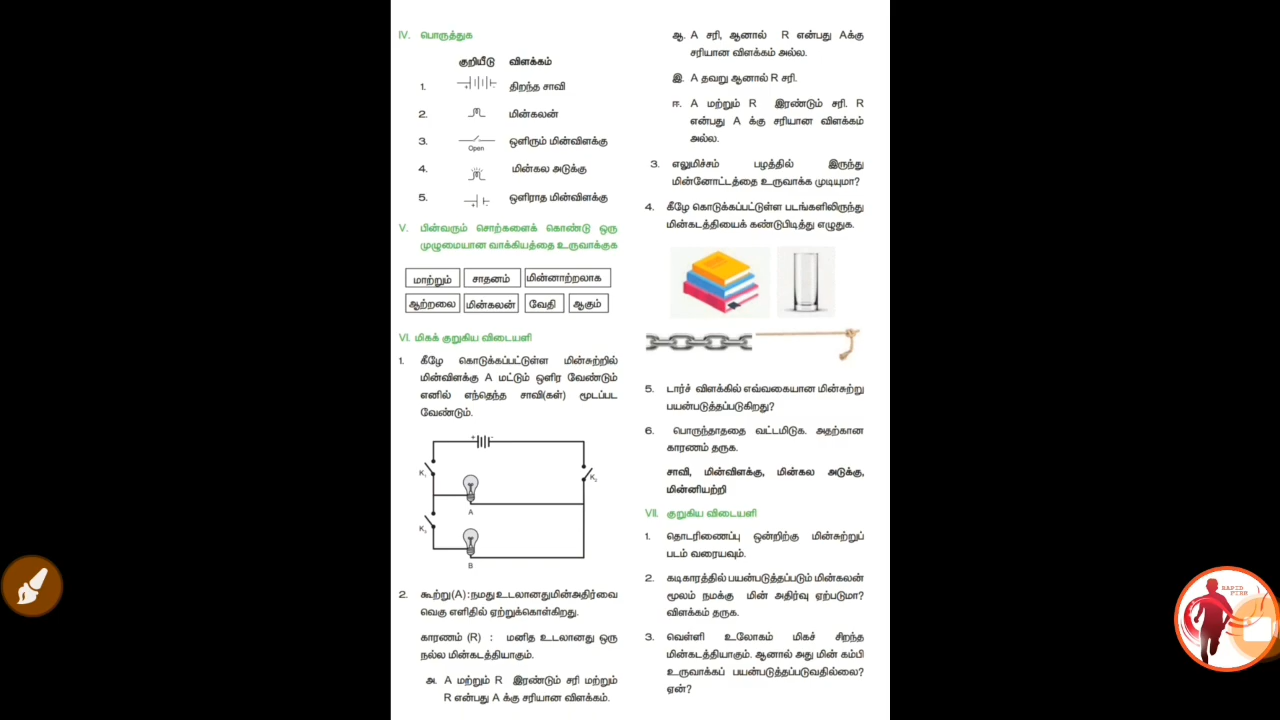 IV. பொருத்துக
குறியீடு விளக்கம்
1. திறந்த சாவி
2. மின்கலன்
3. Open ஒளிரும் மின்விளக்கு
4. மின்கல அடுக்கு
5. ஒளிராத மின்விளக்கு
V. பின்வரும் சொற்களைக் கொண்டு ஒரு
முழுமையான வாக்கியத்தை உருவாக்குக
மாற்றும் சாதனம் மின்னாற்றலாக
ஆற்றலை மின்கலன் வேதி ஆகும்
VI. மிகக் குறுகிய விடையளி
1. கீழே கொடுக்கப்பட்டுள்ள மின்சுற்றில்
மின்விளக்கு A மட்டும் ஒளிர வேண்டும்
எனில் எந்தெந்த சாவி(கள்) மூடப்பட
வேண்டும்.
K₁
K₂
A
K₃
B
2. கூற்று (A) : நமது உடலானது மின்அதிர்வை
வெகு எளிதில் ஏற்றுக்கொள்கிறது.
காரணம் (R) : மனித உடலானது ஒரு
நல்ல மின்கடத்தியாகும்.
அ. A மற்றும் R இரண்டும் சரி மற்றும்
R என்பது A க்கு சரியான விளக்கம்.
ஆ. A சரி, ஆனால் R என்பது Aக்கு
சரியான விளக்கம் அல்ல.
இ. A தவறு ஆனால் R சரி.
ஈ. A மற்றும் R இரண்டும் சரி. R
என்பது A க்கு சரியான விளக்கம்
அல்ல.
3. எலுமிச்சம் பழத்தில் இருந்து
மின்னோட்டத்தை உருவாக்க முடியுமா?
4. கீழே கொடுக்கப்பட்டுள்ள படங்களிலிருந்து
மின்கடத்தியைக் கண்டுபிடித்து எழுதுக.
5. டார்ச் விளக்கில் எவ்வகையான மின்சுற்று
பயன்படுத்தப்படுகிறது?
6. பொருந்தாததை வட்டமிடுக. அதற்கான
காரணம் தருக.
சாவி, மின்விளக்கு, மின்கல அடுக்கு,
மின்னியற்றி
VII. குறுகிய விடையளி
1. தொடரிணைப்பு ஒன்றிற்கு மின்சுற்றுப்
படம் வரையவும்.
2. கடிகாரத்தில் பயன்படுத்தப்படும் மின்கலன்
மூலம் நமக்கு மின் அதிர்வு ஏற்படுமா?
விளக்கம் தருக.
3. வெள்ளி உலோகம் மிகச் சிறந்த
மின்கடத்தியாகும். ஆனால் அது மின் கம்பி
உருவாக்கப் பயன்படுத்தப்படுவதில்லை?
ஏன்?
RAPID
FIRE